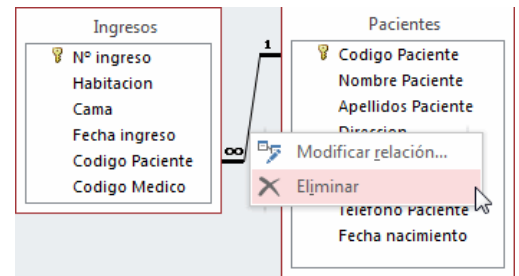 Ingresos
Nº ingreso
Habitacion
Cama
Fecha ingreso
Codigo Paciente
Codigo Medico
1
∞
Pacientes
Codigo Paciente
Nombre Paciente
Apellidos Paciente
Direccion
Modificar relación...
Eliminar
Telefono Paciente
Fecha nacimiento